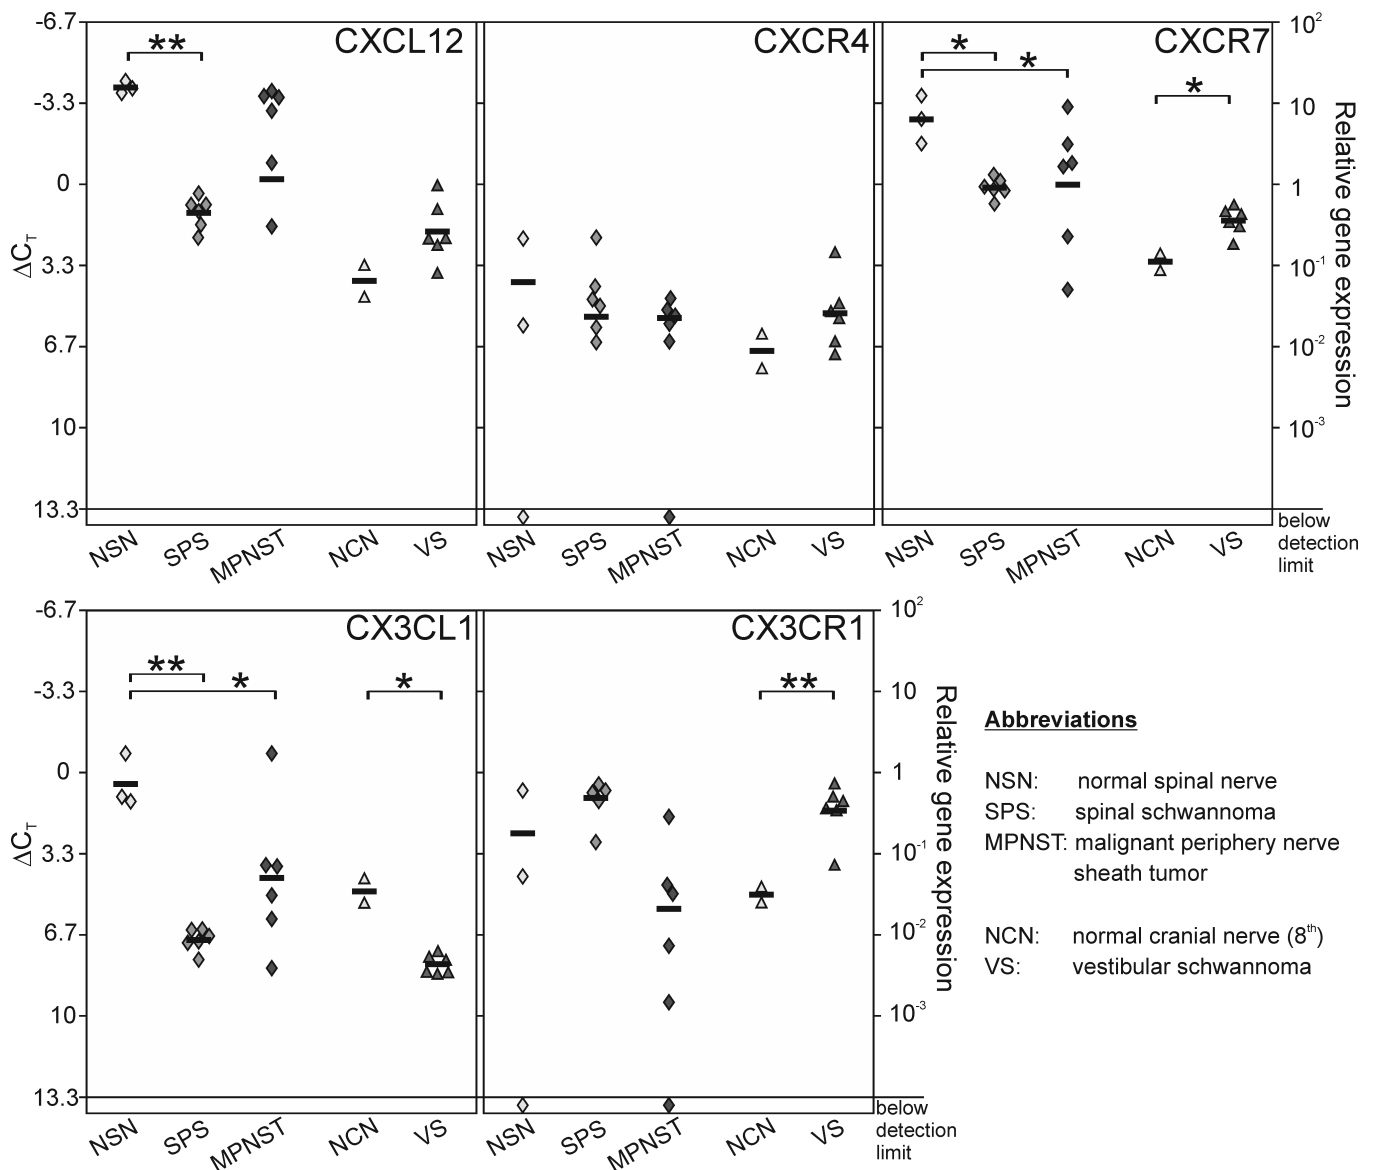 CXCL12
CXCR4
CXCR7
** * * *
-6.7
-3.3
0
3.3
6.7
10
13.3
ΔCT
10²
10
1
10⁻¹
10⁻²
10⁻³
Relative gene expression
below
detection
limit
NSN SPS MPNST NCN VS
NSN SPS MPNST NCN VS
NSN SPS MPNST NCN VS
CX3CL1
CX3CR1
** * * **
-6.7
-3.3
0
3.3
6.7
10
13.3
ΔCT
10²
10
1
10⁻¹
10⁻²
10⁻³
Relative gene expression
below
detection
limit
NSN SPS MPNST NCN VS
NSN SPS MPNST NCN VS
Abbreviations
NSN: normal spinal nerve
SPS: spinal schwannoma
MPNST: malignant periphery nerve
sheath tumor
NCN: normal cranial nerve (8th)
VS: vestibular schwannoma